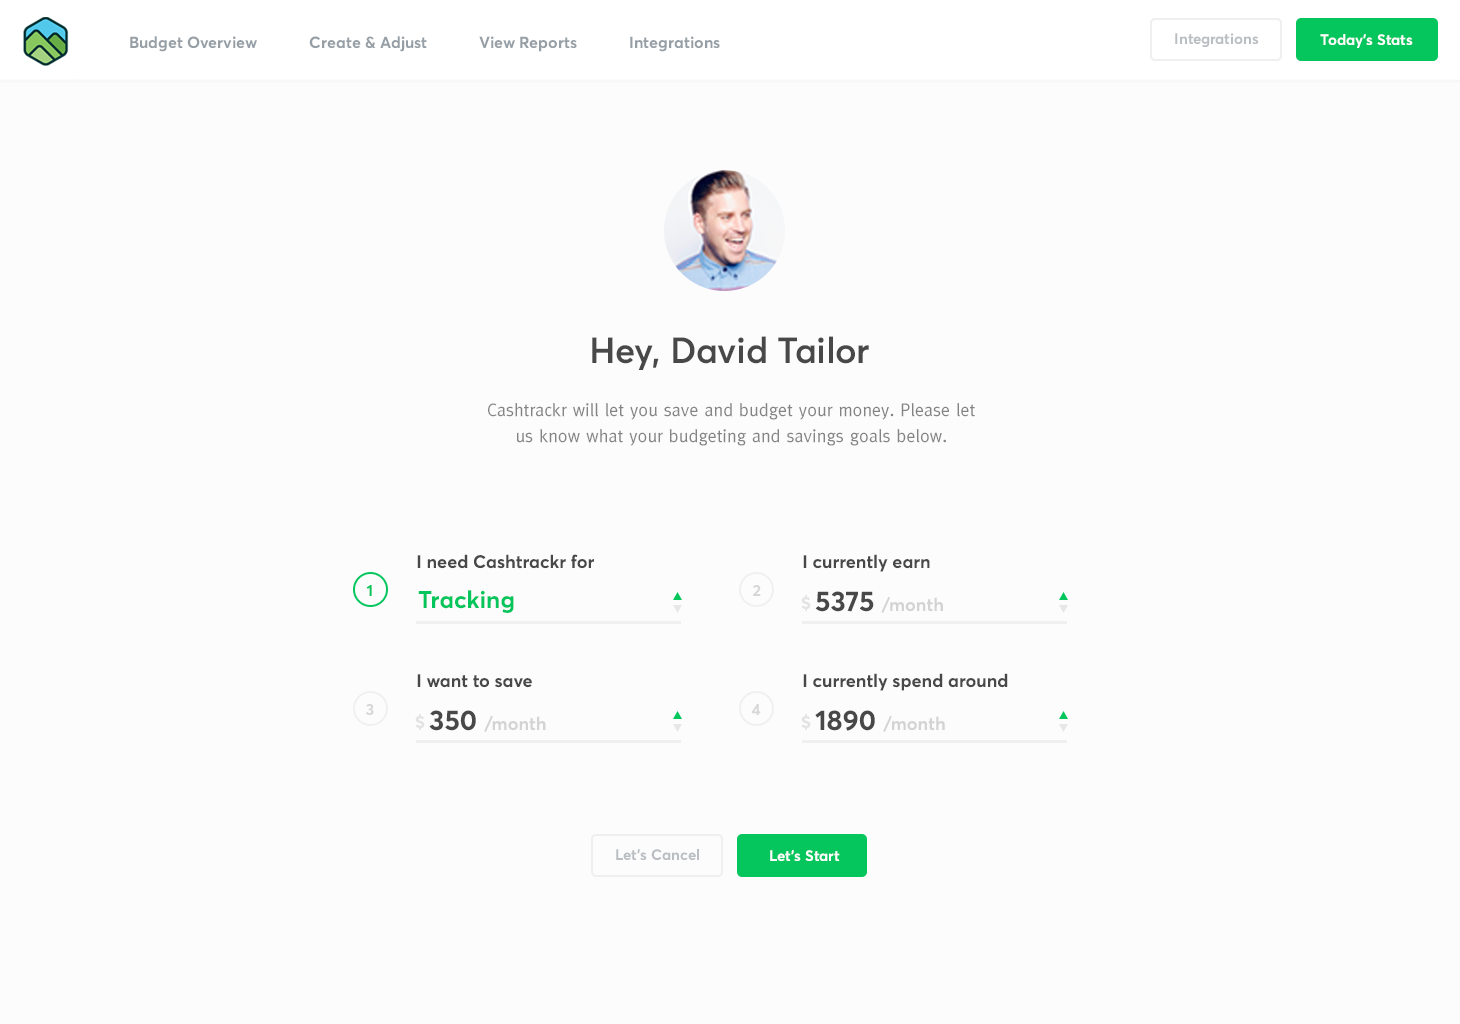 Budget Overview
Create & Adjust
View Reports
Integrations
Integrations
Today's Stats
Hey, David Tailor
Cashtrackr will let you save and budget your money. Please let
us know what your budgeting and savings goals below.
1
I need Cashtrackr for
Tracking
2
I currently earn
$ 5375 /month
3
I want to save
$ 350 /month
4
I currently spend around
$ 1890 /month
Let's Cancel
Let's Start